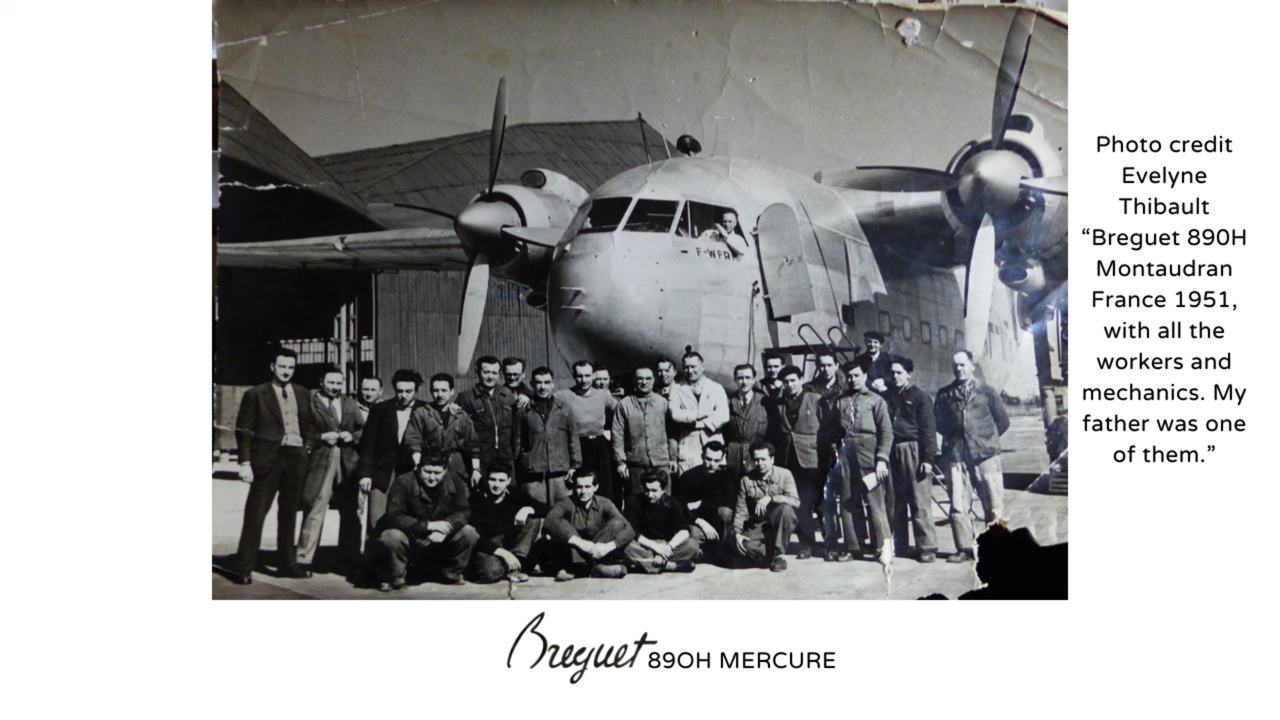 F-WFR
Photo credit
Evelyne
Thibault
“Breguet 890H
Montaudran
France 1951,
with all the
workers and
mechanics. My
father was one
of them.”
Breguet 890H MERCURE